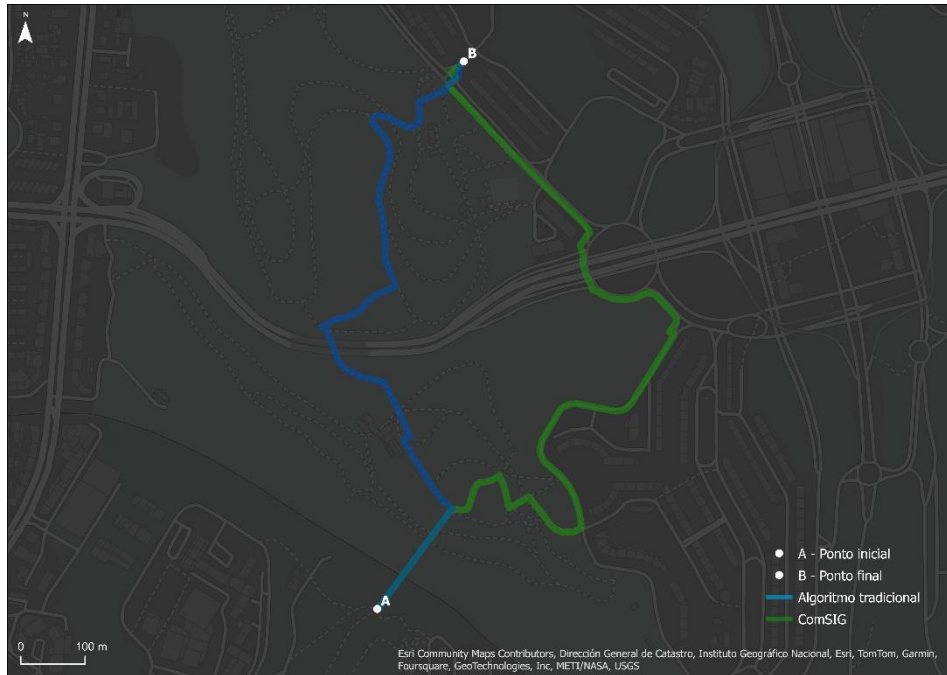 N
B
A
A - Ponto inicial
B - Ponto final
Algoritmo tradicional
ComSIG
0 100 m
Esri Community Maps Contributors, Dirección General de Catastro, Instituto Geográfico Nacional, Esri, TomTom, Garmin,
Foursquare, GeoTechnologies, Inc, METI/NASA, USGS